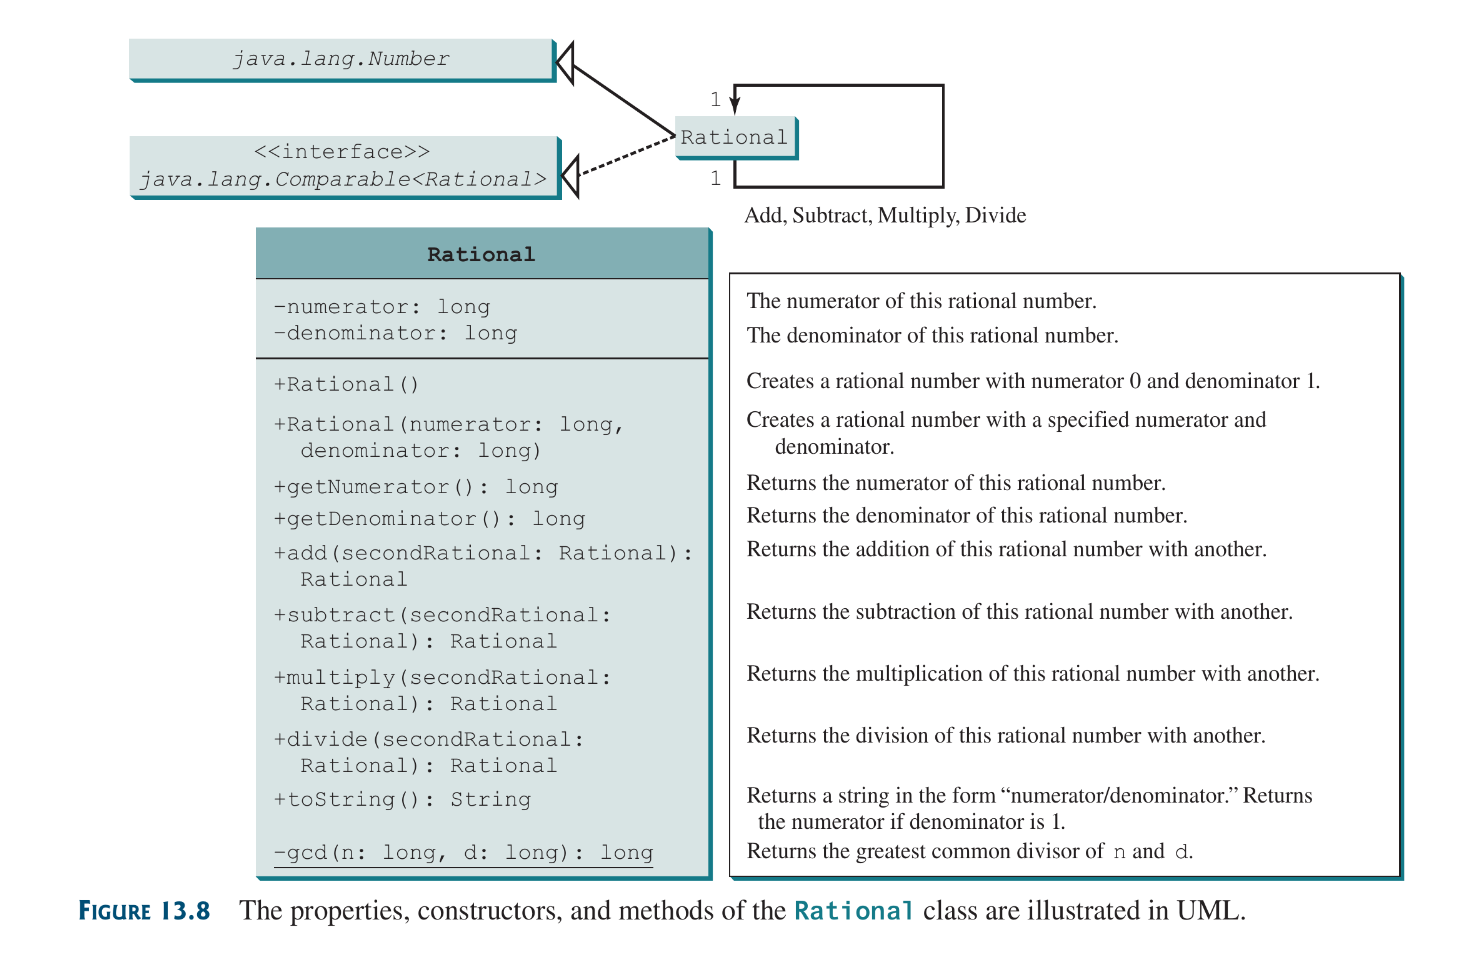 java.lang.Number
<<interface>>
java.lang.Comparable<Rational>
1
Rational
1
Add, Subtract, Multiply, Divide
Rational
-numerator: long
-denominator: long
+Rational()
+Rational(numerator: long,
denominator: long)
+getNumerator(): long
+getDenominator(): long
+add(secondRational: Rational):
Rational
+subtract(secondRational:
Rational): Rational
+multiply(secondRational:
Rational): Rational
+divide(secondRational:
Rational): Rational
+toString(): String
-gcd(n: long, d: long): long
The numerator of this rational number.
The denominator of this rational number.
Creates a rational number with numerator 0 and denominator 1.
Creates a rational number with a specified numerator and
denominator.
Returns the numerator of this rational number.
Returns the denominator of this rational number.
Returns the addition of this rational number with another.
Returns the subtraction of this rational number with another.
Returns the multiplication of this rational number with another.
Returns the division of this rational number with another.
Returns a string in the form “numerator/denominator.” Returns
the numerator if denominator is 1.
Returns the greatest common divisor of n and d.
FIGURE 13.8 The properties, constructors, and methods of the Rational class are illustrated in UML.